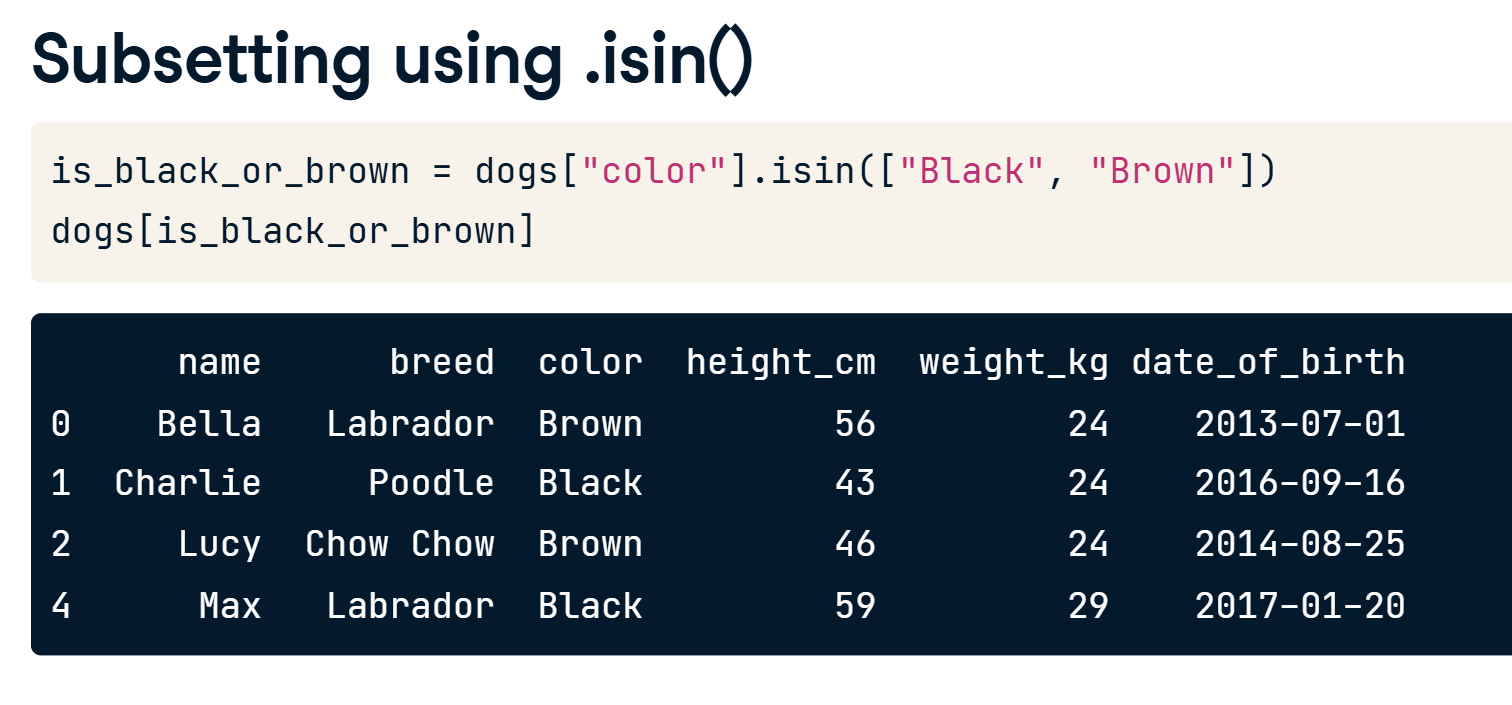 Subsetting using .isin()
is_black_or_brown = dogs["color"].isin(["Black", "Brown"])
dogs[is_black_or_brown]
name breed color height_cm weight_kg date_of_birth
0 Bella Labrador Brown 56 24 2013-07-01
1 Charlie Poodle Black 43 24 2016-09-16
2 Lucy Chow Chow Brown 46 24 2014-08-25
4 Max Labrador Black 59 29 2017-01-20